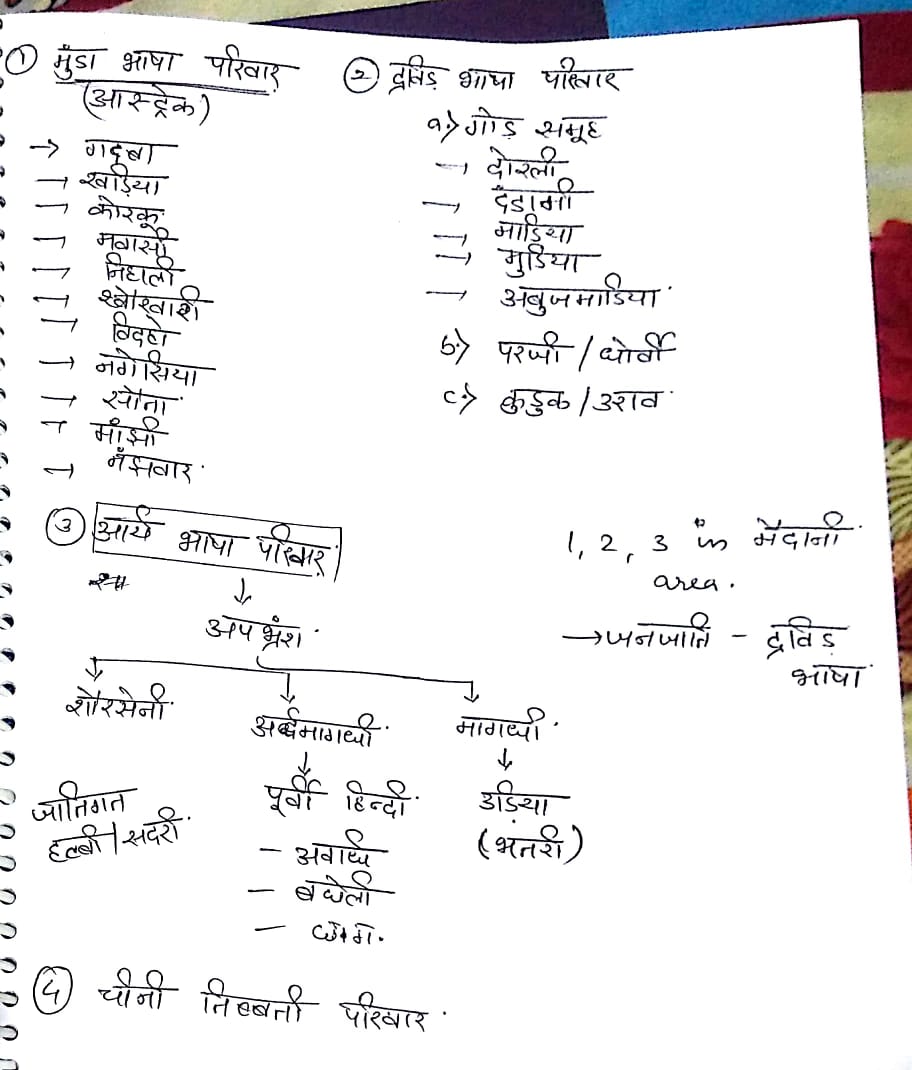 ① मुंडा भाषा परिवार
(आस्ट्रेक)
→ गदबा
→ खड़िया
→ कोरकू
→ मवासी
→ निहाली
→ खोरवारी
→ विदहो
→ नगेसिया
→ सोता
→ मांझी
→ मँझवार
② द्रविड़ भाषा परिवार
a.> गोड समूह
→ दोरली
→ दँडामी
→ माडिया
→ मुडिया
→ अबुजमाडिया
b.> परजी / धोर्वी
c.> कुडुक / उराव
③ आर्य भाषा परिवार
↓
अपभ्रंश
शौरसेनी
अर्द्धमागधी
मागधी
↓
↓
पूर्वी हिन्दी
उड़िया
- अवधि
(भतरी)
- बघेली
- छ०ग.
जातिगत
हल्बी / सदरी
1, 2, 3 in मैदानी
area.
→ जनजाति - द्रविड़
भाषा
④ चीनी तिब्बती परिवार